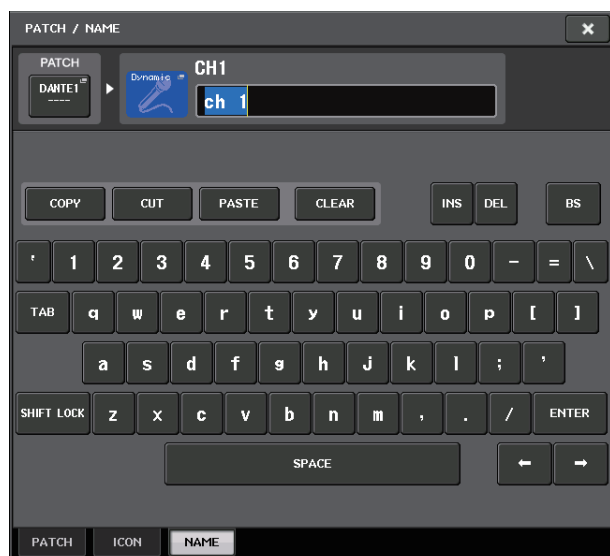 PATCH / NAME
×
PATCH
DANTE1
----
Dynamic
CH1
ch 1
COPY CUT PASTE CLEAR INS DEL BS
' 1 2 3 4 5 6 7 8 9 0 - = \
TAB q w e r t y u i o p [ ]
a s d f g h j k l ; '
SHIFT LOCK z x c v b n m , . / ENTER
SPACE ← →
PATCH ICON NAME